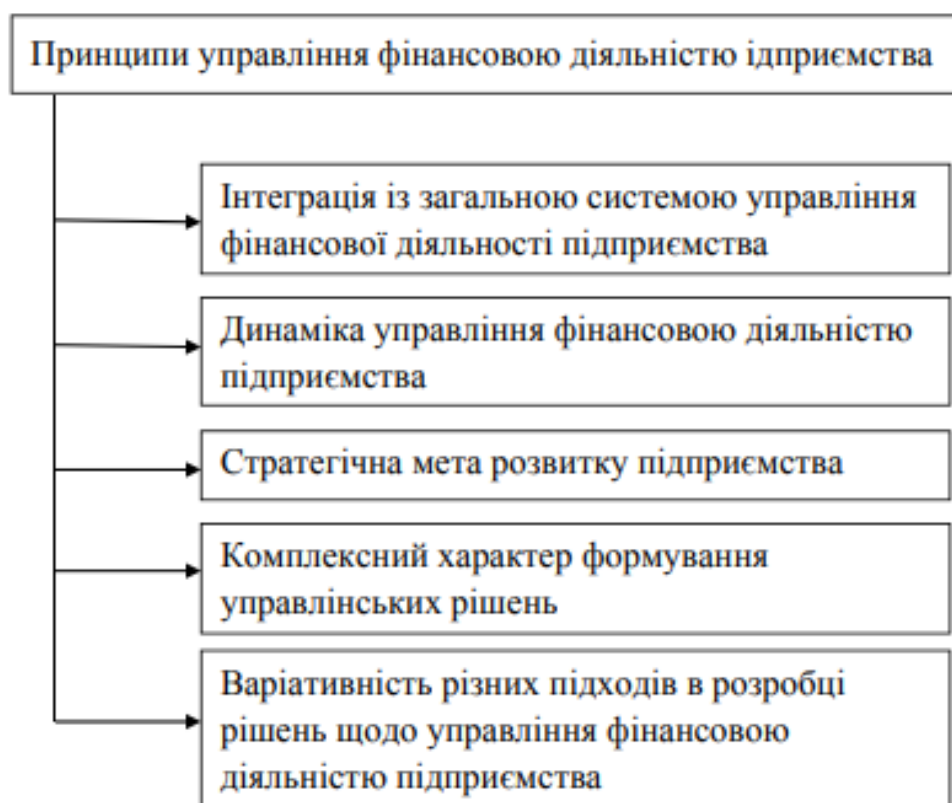 Принципи управління фінансовою діяльністю ідприємства
Інтеграція із загальною системою управління
фінансової діяльності підприємства
Динаміка управління фінансовою діяльністю
підприємства
Стратегічна мета розвитку підприємства
Комплексний характер формування
управлінських рішень
Варіативність різних підходів в розробці
рішень щодо управління фінансовою
діяльністю підприємства